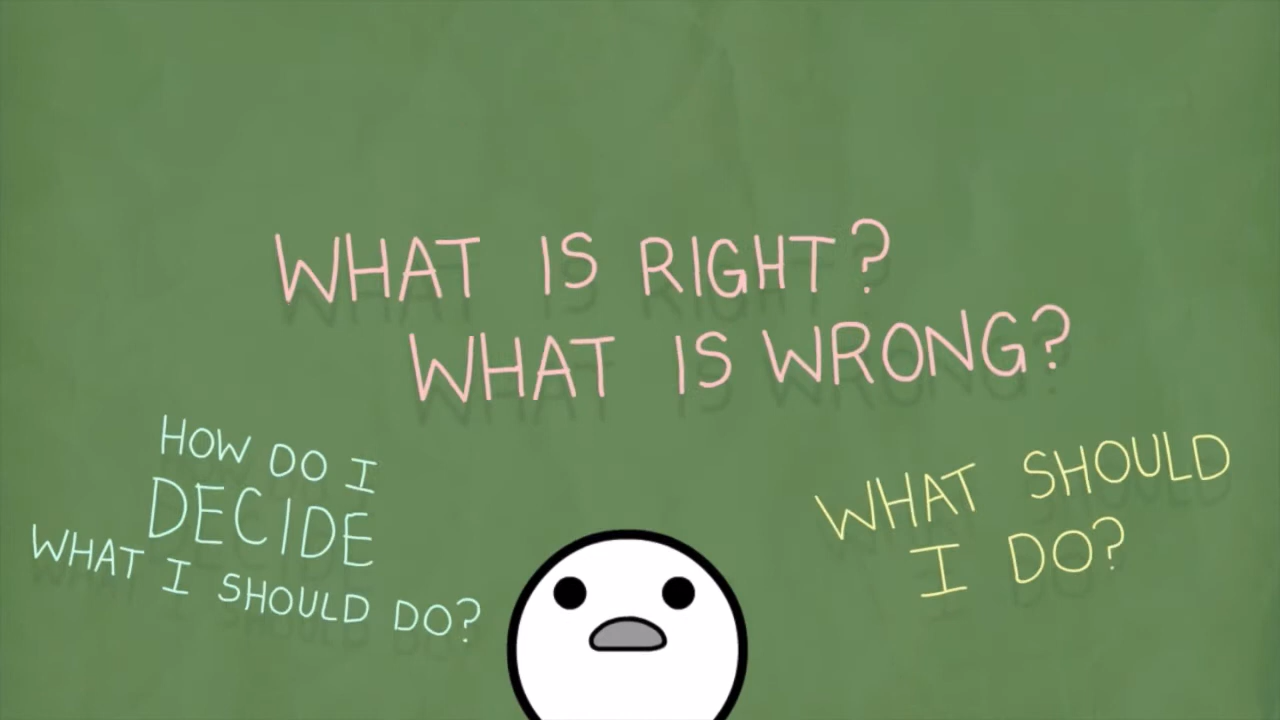 WHAT IS RIGHT?
WHAT IS WRONG?
HOW DO I
DECIDE
WHAT I SHOULD DO?
WHAT SHOULD
I DO?